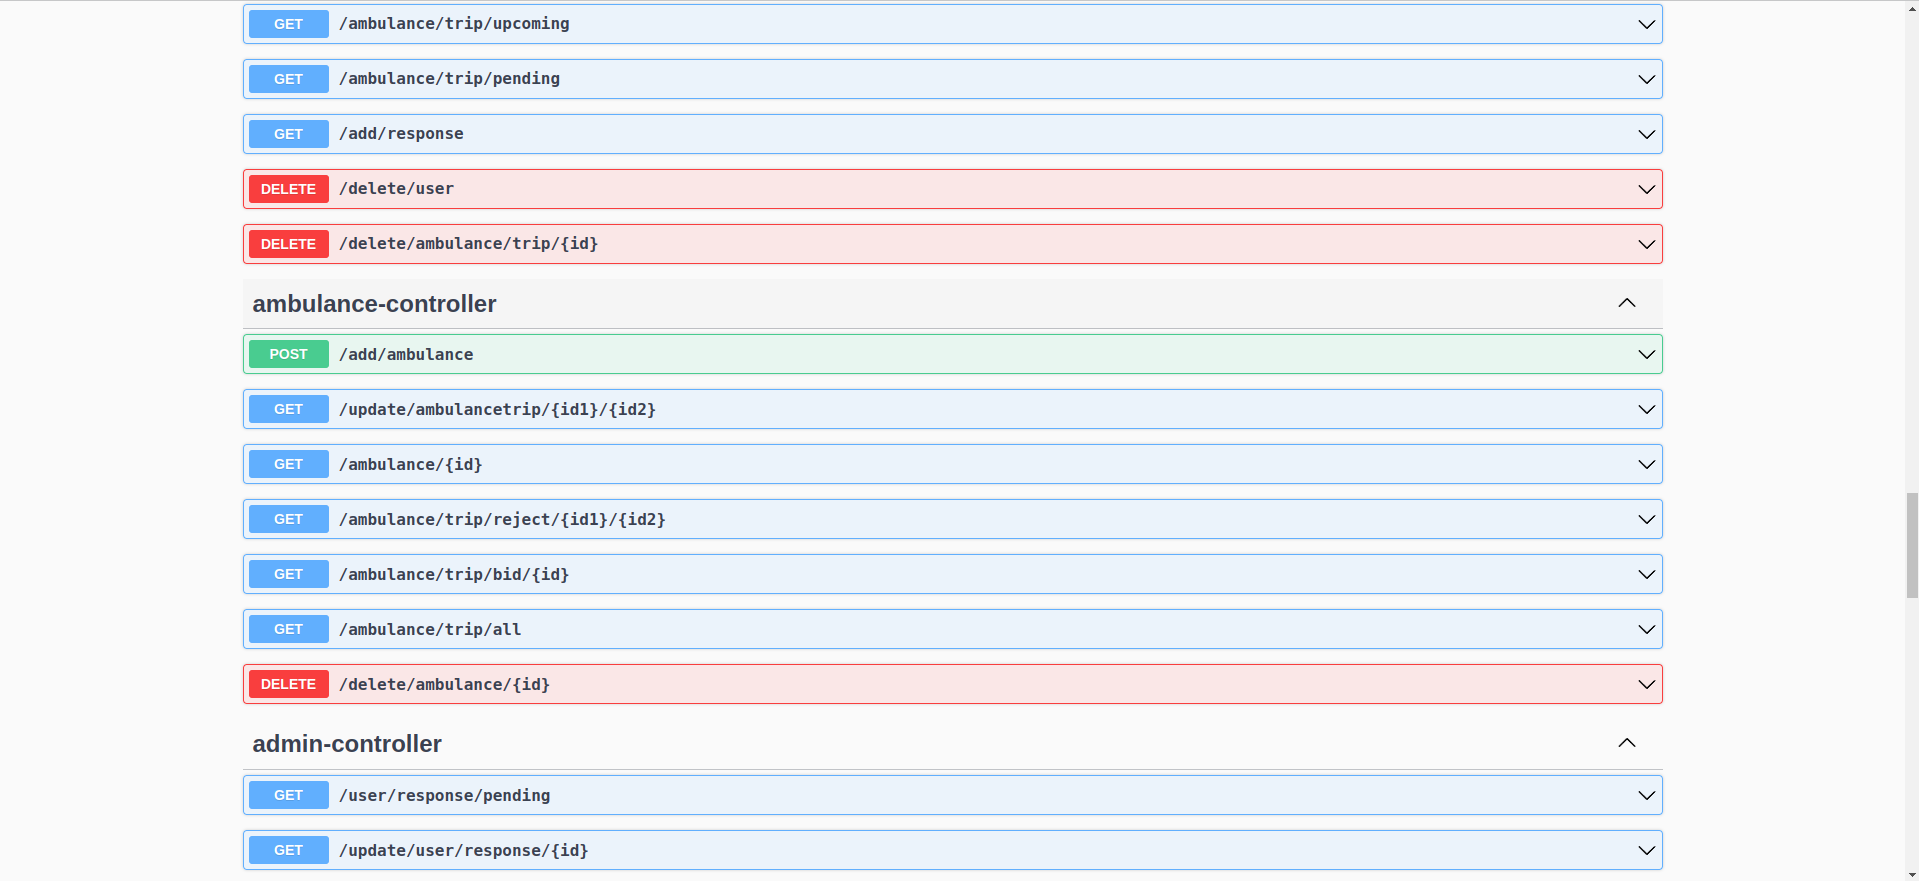 GET /ambulance/trip/upcoming
GET /ambulance/trip/pending
GET /add/response
DELETE /delete/user
DELETE /delete/ambulance/trip/{id}
ambulance-controller
POST /add/ambulance
GET /update/ambulancetrip/{id1}/{id2}
GET /ambulance/{id}
GET /ambulance/trip/reject/{id1}/{id2}
GET /ambulance/trip/bid/{id}
GET /ambulance/trip/all
DELETE /delete/ambulance/{id}
admin-controller
GET /user/response/pending
GET /update/user/response/{id}